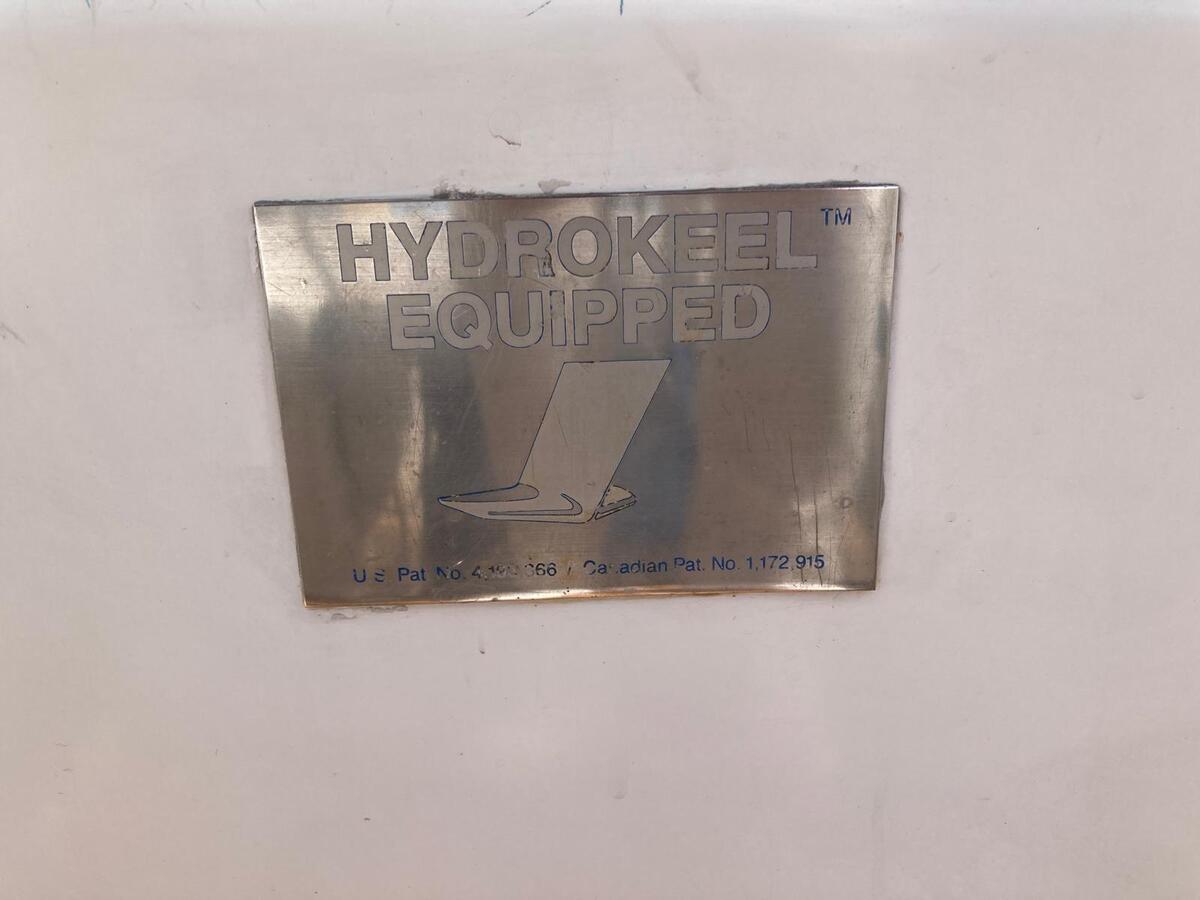 HYDROKEEL™
EQUIPPED
U.S. Pat. No. / Canadian Pat. No. 1,172,915